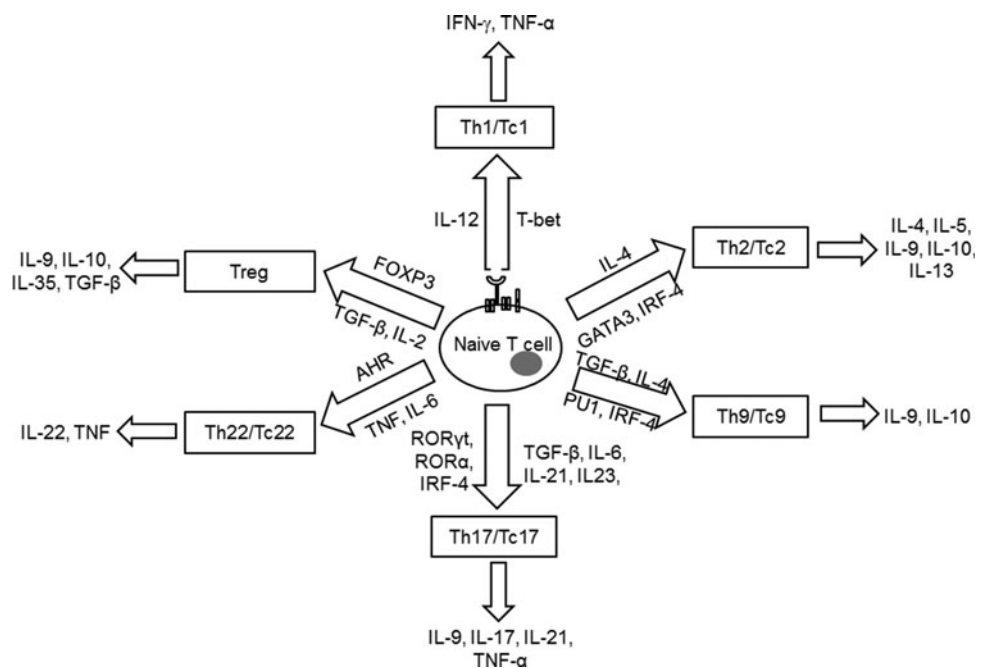 IFN-γ, TNF-α
Th1/Tc1
IL-12
T-bet
IL-4
GATA3, IRF-4
Th2/Tc2
IL-4, IL-5,
IL-9, IL-10,
IL-13
FOXP3
TGF-β, IL-2
Treg
IL-9, IL-10,
IL-35, TGF-β
Naive T cell
TGF-β, IL-4
PU1, IRF-4
Th9/Tc9
IL-9, IL-10
AHR
TNF, IL-6
Th22/Tc22
IL-22, TNF
RORγt,
RORα,
IRF-4
TGF-β, IL-6,
IL-21, IL23,
Th17/Tc17
IL-9, IL-17, IL-21,
TNF-α